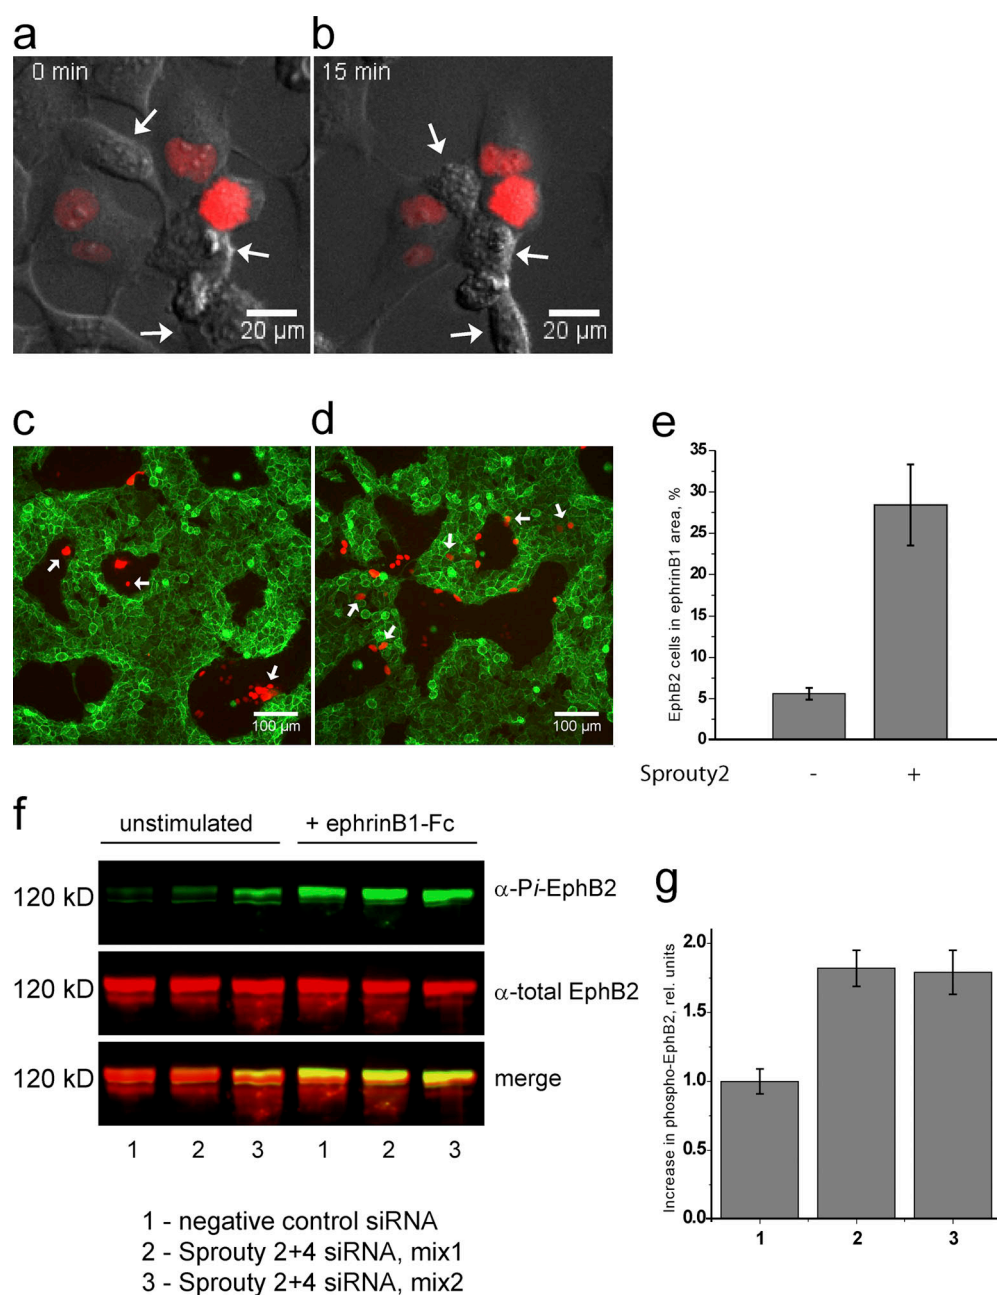 a
b
0 min
15 min
20 µm
20 µm
c
d
100 µm
100 µm
e
EphB2 cells in ephrinB1 area, %
35
30
25
20
15
10
5
0
Sprouty2 - +
f
unstimulated + ephrinB1-Fc
120 kD α-Pi-EphB2
120 kD α-total EphB2
120 kD merge
1 2 3 1 2 3
1 - negative control siRNA
2 - Sprouty 2+4 siRNA, mix1
3 - Sprouty 2+4 siRNA, mix2
g
Increase in phospho-EphB2, rel. units
2.0
1.5
1.0
0.5
0.0
1 2 3